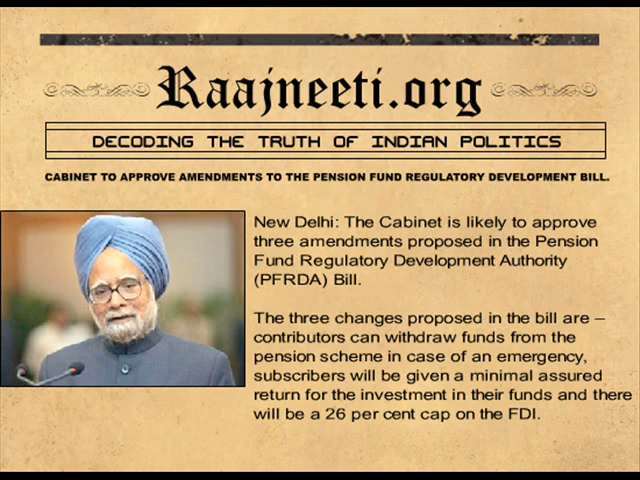 Raajneeti.org
DECODING THE TRUTH OF INDIAN POLITICS
CABINET TO APPROVE AMENDMENTS TO THE PENSION FUND REGULATORY DEVELOPMENT BILL.
New Delhi: The Cabinet is likely to approve
three amendments proposed in the Pension
Fund Regulatory Development Authority
(PFRDA) Bill.
The three changes proposed in the bill are –
contributors can withdraw funds from the
pension scheme in case of an emergency,
subscribers will be given a minimal assured
return for the investment in their funds and there
will be a 26 per cent cap on the FDI.